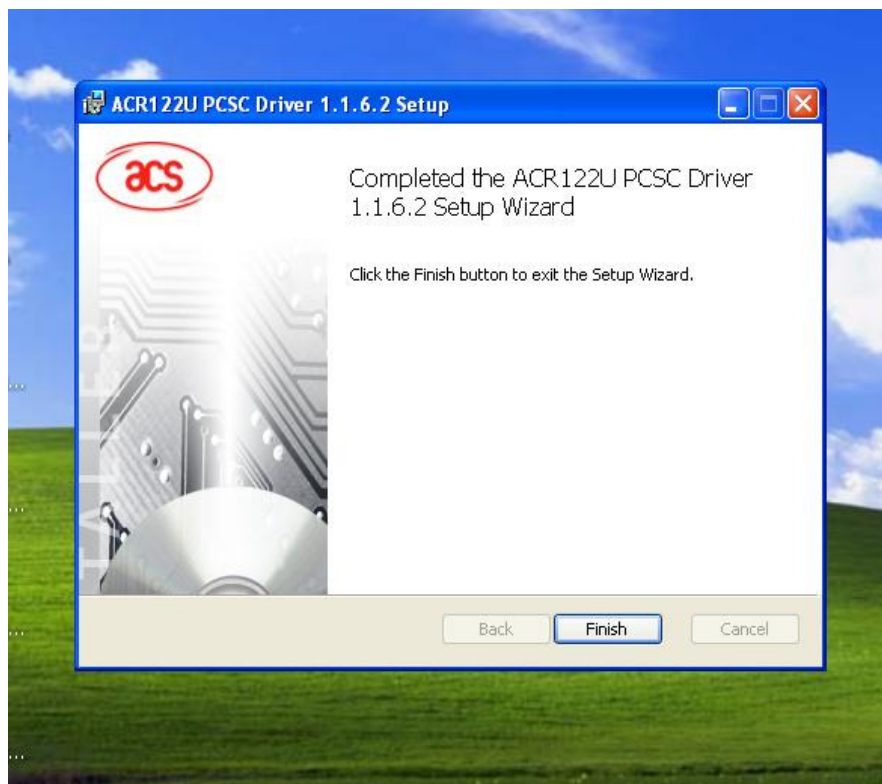 ACR122U PCSC Driver 1.1.6.2 Setup
acs
Completed the ACR122U PCSC Driver
1.1.6.2 Setup Wizard
Click the Finish button to exit the Setup Wizard.
TALLER
...
...
...
...
Back
Finish
Cancel